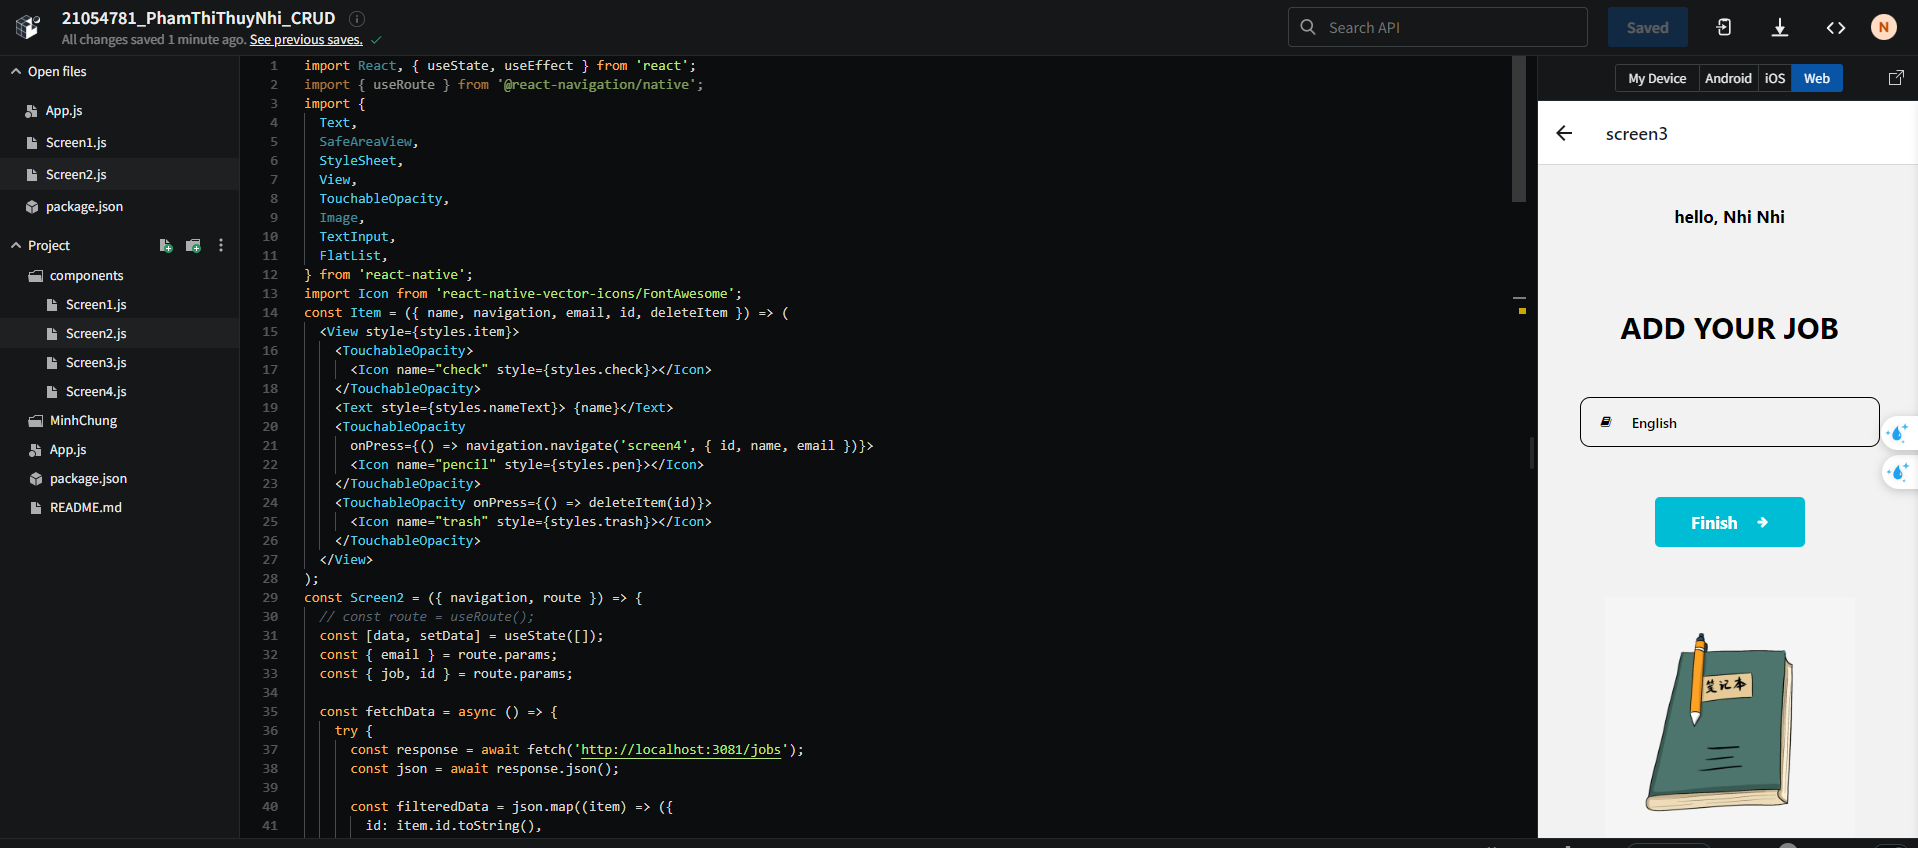 21054781_PhamThiThuyNhi_CRUD
All changes saved 1 minute ago. See previous saves.
Search API
Saved
N
Open files
App.js
Screen1.js
Screen2.js
package.json
Project
components
Screen1.js
Screen2.js
Screen3.js
Screen4.js
MinhChung
App.js
package.json
README.md
1 import React, { useState, useEffect } from 'react';
2 import { useRoute } from '@react-navigation/native';
3 import {
4 Text,
5 SafeAreaView,
6 StyleSheet,
7 View,
8 TouchableOpacity,
9 Image,
10 TextInput,
11 FlatList,
12 } from 'react-native';
13 import Icon from 'react-native-vector-icons/FontAwesome';
14 const Item = ({ name, navigation, email, id, deleteItem }) => (
15 <View style={styles.item}>
16 <TouchableOpacity>
17 <Icon name="check" style={styles.check}></Icon>
18 </TouchableOpacity>
19 <Text style={styles.nameText}> {name}</Text>
20 <TouchableOpacity
21 onPress={() => navigation.navigate('screen4', { id, name, email })}>
22 <Icon name="pencil" style={styles.pen}></Icon>
23 </TouchableOpacity>
24 <TouchableOpacity onPress={() => deleteItem(id)}>
25 <Icon name="trash" style={styles.trash}></Icon>
26 </TouchableOpacity>
27 </View>
28 );
29 const Screen2 = ({ navigation, route }) => {
30 // const route = useRoute();
31 const [data, setData] = useState([]);
32 const { email } = route.params;
33 const { job, id } = route.params;
34
35 const fetchData = async () => {
36 try {
37 const response = await fetch('http://localhost:3081/jobs');
38 const json = await response.json();
39
40 const filteredData = json.map((item) => ({
41 id: item.id.toString(),
My Device Android iOS Web
screen3
hello, Nhi Nhi
ADD YOUR JOB
English
Finish
笔记本